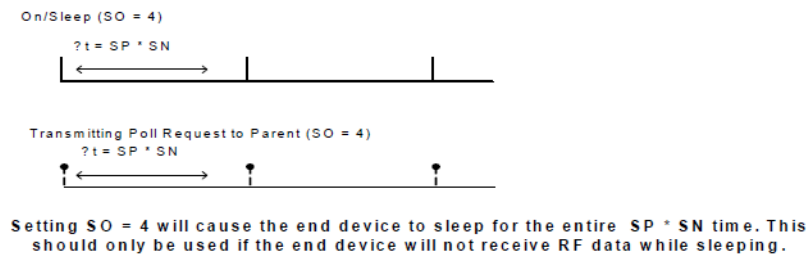 On/Sleep (SO = 4)
?t = SP * SN
Transmitting Poll Request to Parent (SO = 4)
?t = SP * SN
Setting SO = 4 will cause the end device to sleep for the entire SP * SN time. This
should only be used if the end device will not receive RF data while sleeping.